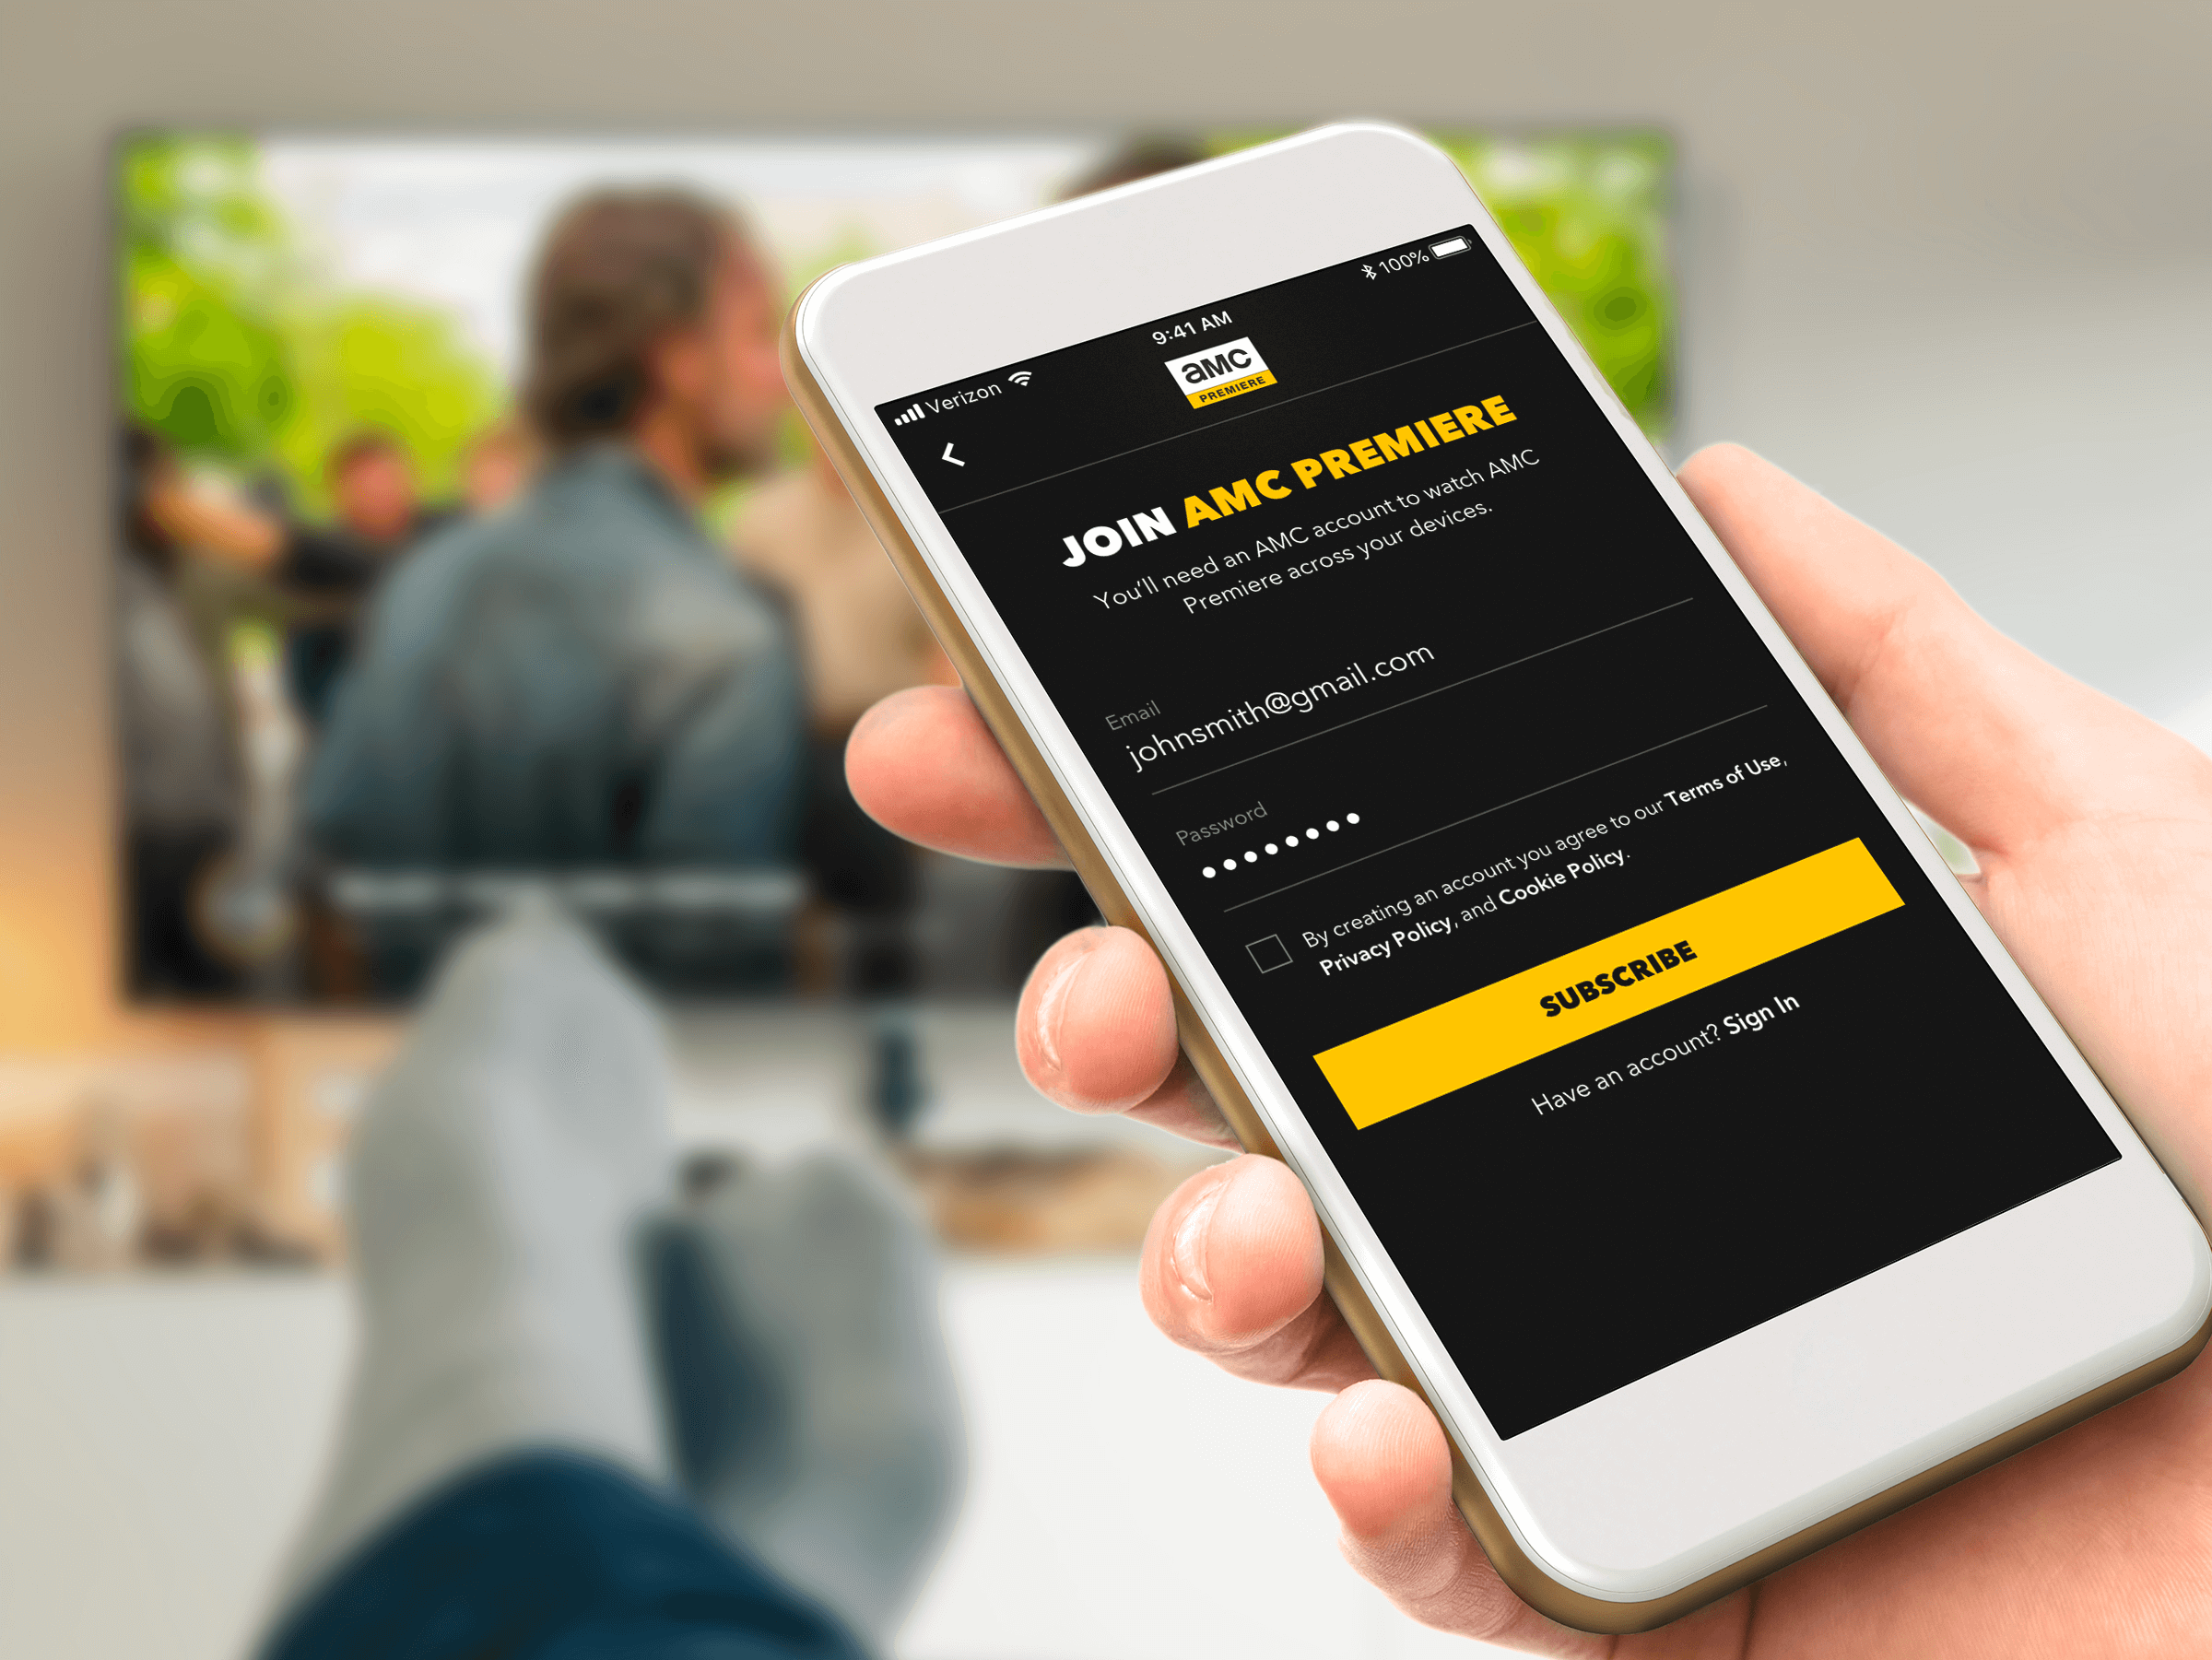 Verizon
9:41 AM
100%
aMC
PREMIERE
JOIN AMC PREMIERE
You'll need an AMC account to watch AMC
Premiere across your devices.
Email
johnsmith@gmail.com
Password
By creating an account you agree to our Terms of Use,
Privacy Policy, and Cookie Policy.
SUBSCRIBE
Have an account? Sign In